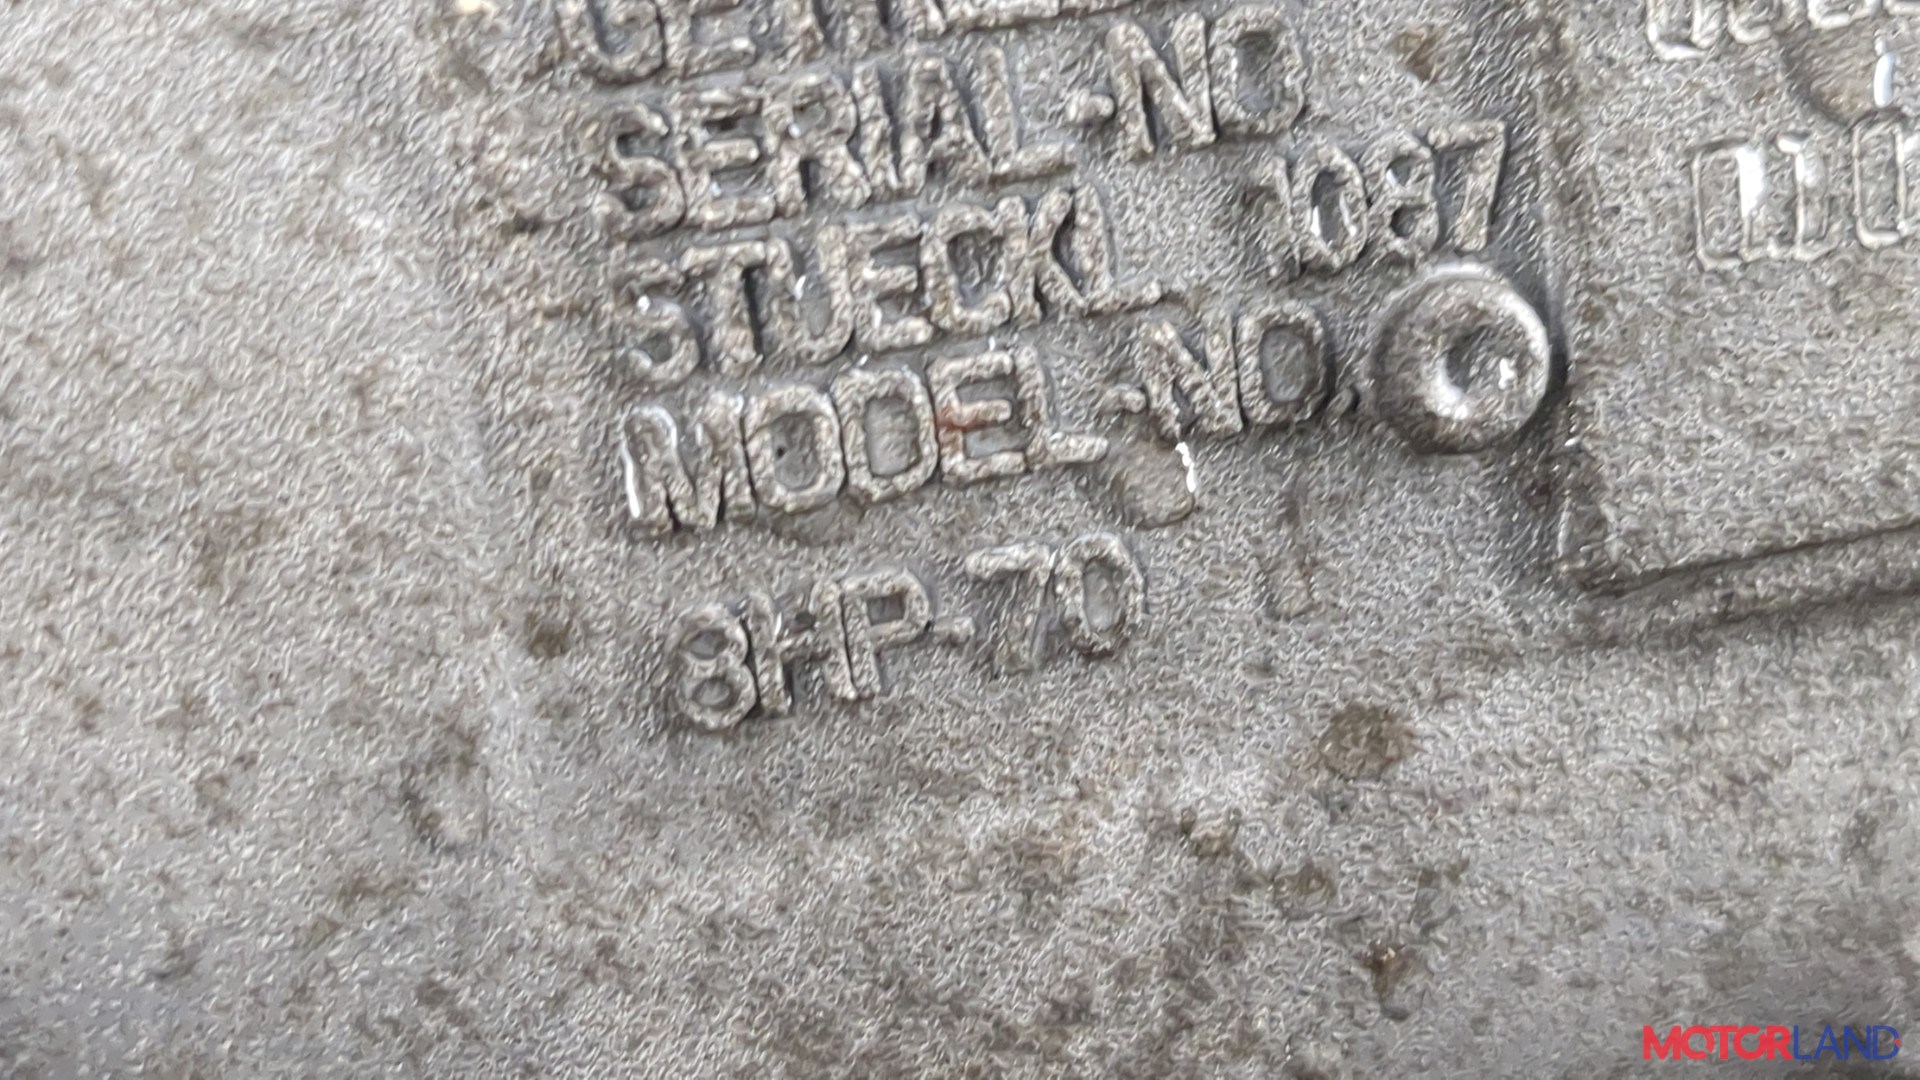 SERIAL-NO
STUECKL. 1087
MODEL-NO.
8HP-70
MOTORLAND